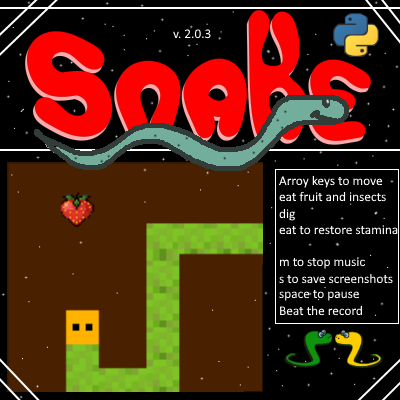 v. 2.0.3
Snake
Arroy keys to move
eat fruit and insects
dig
eat to restore stamina
m to stop music
s to save screenshots
space to pause
Beat the record